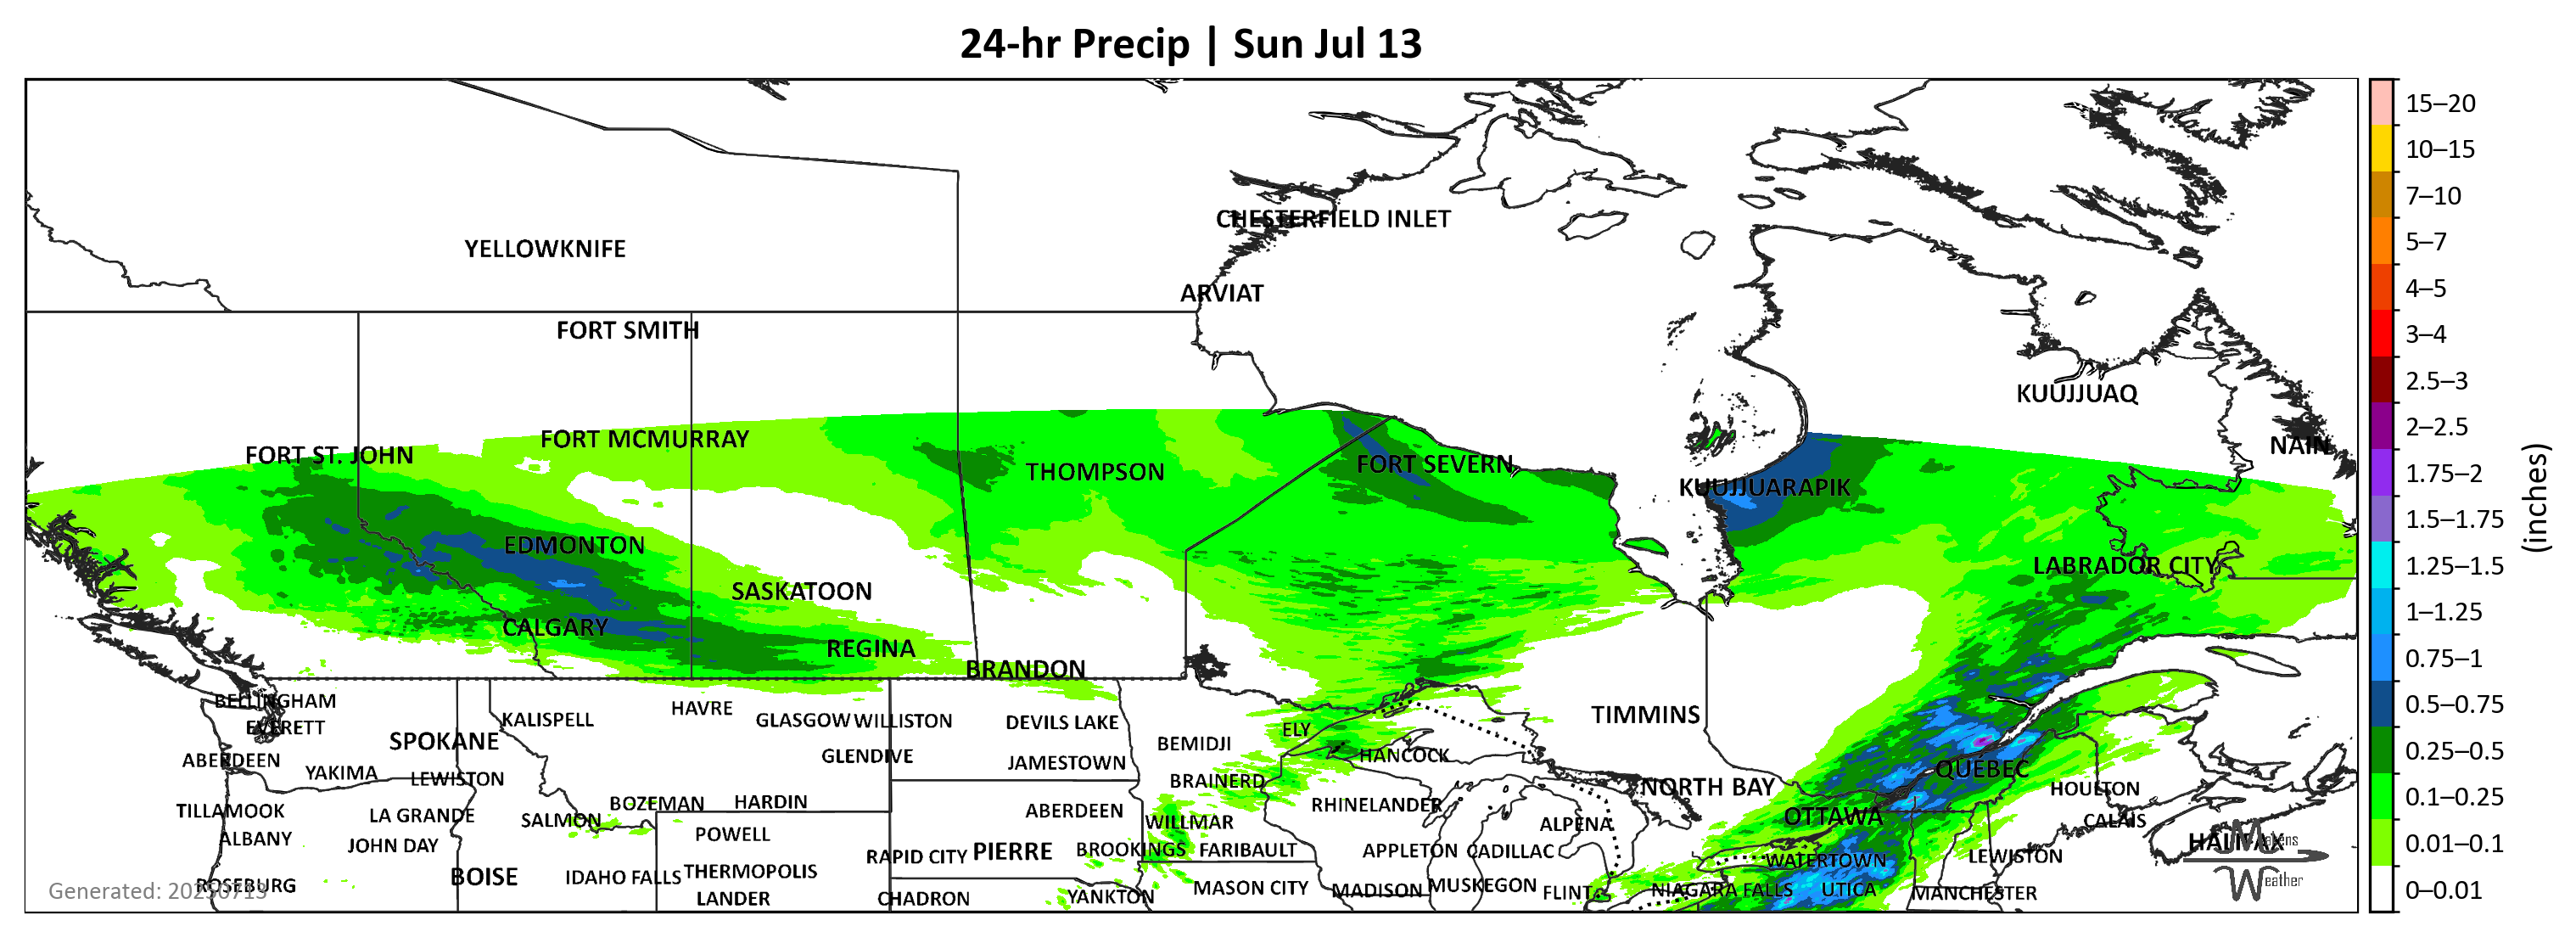 24-hr Precip | Sun Jul 13
YELLOWKNIFE
CHESTERFIELD INLET
ARVIAT
FORT SMITH
KUUJJUAQ
FORT ST. JOHN
FORT MCMURRAY
THOMPSON
FORT SEVERN
NAIN
KUUJJUARAPIK
EDMONTON
SASKATOON
LABRADOR CITY
CALGARY
REGINA
BRANDON
BELLINGHAM
EVERETT
KALISPELL
HAVRE
GLASGOW
WILLISTON
DEVILS LAKE
ELY
TIMMINS
SPOKANE
BEMIDJI
ABERDEEN
GLENDIVE
JAMESTOWN
HANCOCK
QUÉBEC
YAKIMA
LEWISTON
BRAINERD
NORTH BAY
HOULTON
TILLAMOOK
LA GRANDE
BOZEMAN
HARDIN
ABERDEEN
RHINELANDER
SALMON
WILLMAR
ALPENA
OTTAWA
CALAIS
ALBANY
JOHN DAY
POWELL
HALIFAX
Matens
Weather
RAPID CITY
PIERRE
BROOKINGS
FARIBAULT
APPLETON
CADILLAC
WATERTOWN
LEWISTON
ROSEBURG
BOISE
IDAHO FALLS
THERMOPOLIS
MASON CITY
MADISON
MUSKEGON
FLINT
NIAGARA FALLS
UTICA
MANCHESTER
LANDER
CHADRON
YANKTON
Generated: 20250713
15–20
10–15
7–10
5–7
4–5
3–4
2.5–3
2–2.5
1.75–2
1.5–1.75
1.25–1.5
1–1.25
0.75–1
0.5–0.75
0.25–0.5
0.1–0.25
0.01–0.1
0–0.01
(inches)